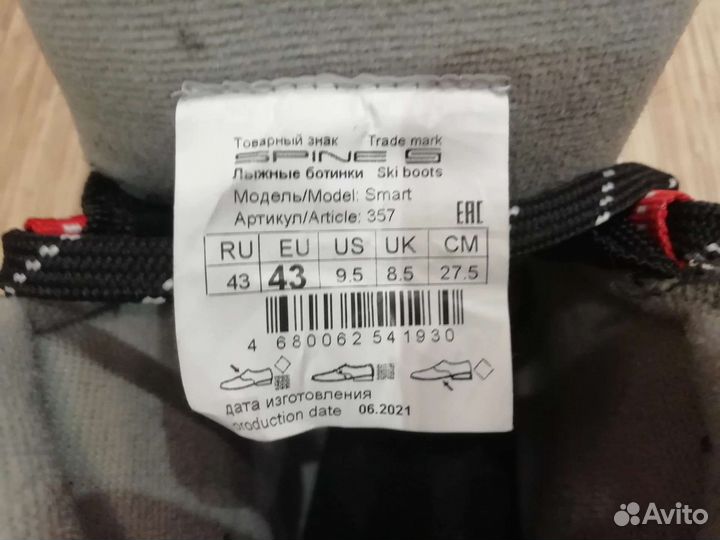 Товарный знак Trade mark
SPINE S
Лыжные ботинки Ski boots
Модель/Model: Smart
Артикул/Article: 357
EAC
RU EU US UK CM
43 43 9.5 8.5 27.5
4 680062 541930
дата изготовления
production date 06.2021
Avito